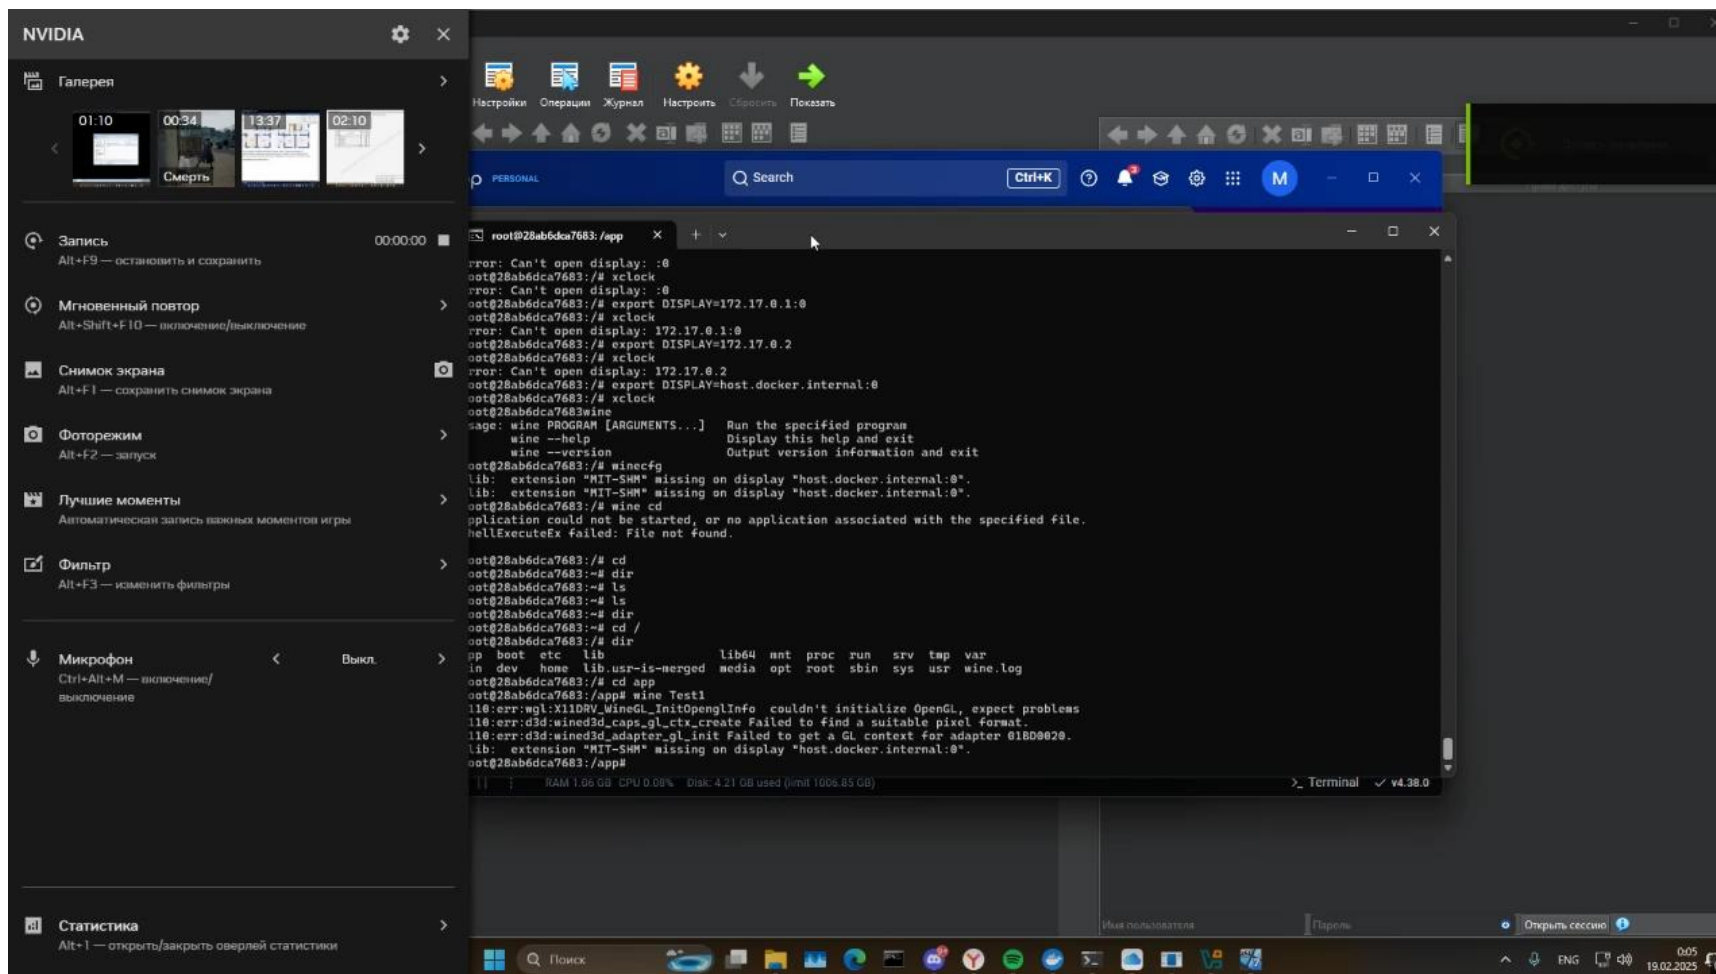 NVIDIA
Галерея
01:10
00:34
13:37
02:10
Смерть
Запись
00:00:00
Alt+F9 — остановить и сохранить
Мгновенный повтор
Alt+Shift+F10 — включение/выключение
Снимок экрана
Alt+F1 — сохранить снимок экрана
Фоторежим
Alt+F2 — запуск
Лучшие моменты
Автоматическая запись важных моментов игры
Фильтр
Alt+F3 — изменить фильтры
Микрофон
Выкл.
Ctrl+Alt+M — включение/
выключение
Статистика
Alt+1 — открыть/закрыть оверлей статистики
Настройки Операции Журнал Настроить Сбросить Показать
p PERSONAL Search Ctrl+K M
root@28ab6dca7683: /app
rror: Can't open display: :0
oot@28ab6dca7683:/# xclock
rror: Can't open display: :0
oot@28ab6dca7683:/# export DISPLAY=172.17.0.1:0
oot@28ab6dca7683:/# xclock
rror: Can't open display: 172.17.0.1:0
oot@28ab6dca7683:/# export DISPLAY=172.17.0.2
oot@28ab6dca7683:/# xclock
rror: Can't open display: 172.17.0.2
oot@28ab6dca7683:/# export DISPLAY=host.docker.internal:0
oot@28ab6dca7683:/# xclock
oot@28ab6dca7683wine
sage: wine PROGRAM [ARGUMENTS...] Run the specified program
wine --help Display this help and exit
wine --version Output version information and exit
oot@28ab6dca7683:/# winecfg
lib: extension "MIT-SHM" missing on display "host.docker.internal:0".
lib: extension "MIT-SHM" missing on display "host.docker.internal:0".
oot@28ab6dca7683:/# wine cd
pplication could not be started, or no application associated with the specified file.
hellExecuteEx failed: File not found.
oot@28ab6dca7683:/# cd
oot@28ab6dca7683:~# dir
oot@28ab6dca7683:~# ls
oot@28ab6dca7683:~# ls
oot@28ab6dca7683:~# dir
oot@28ab6dca7683:~# cd /
oot@28ab6dca7683:/# dir
pp boot etc lib lib64 mnt proc run srv tmp var
in dev home lib.usr-is-merged media opt root sbin sys usr wine.log
oot@28ab6dca7683:/# cd app
oot@28ab6dca7683:/app# wine Test1
110:err:wgl:X11DRV_WineGL_InitOpenglInfo couldn't initialize OpenGL, expect problems
110:err:d3d:wined3d_caps_gl_ctx_create Failed to find a suitable pixel format.
110:err:d3d:wined3d_adapter_gl_init Failed to get a GL context for adapter 01BD0020.
lib: extension "MIT-SHM" missing on display "host.docker.internal:0".
oot@28ab6dca7683:/app#
RAM 1.06 GB CPU 0.08% Disk: 4.21 GB used (limit 1006.85 GB) Terminal v4.38.0
Имя пользователя Пароль Открыть сессию
Поиск
ENG
0:05
19.02.2025